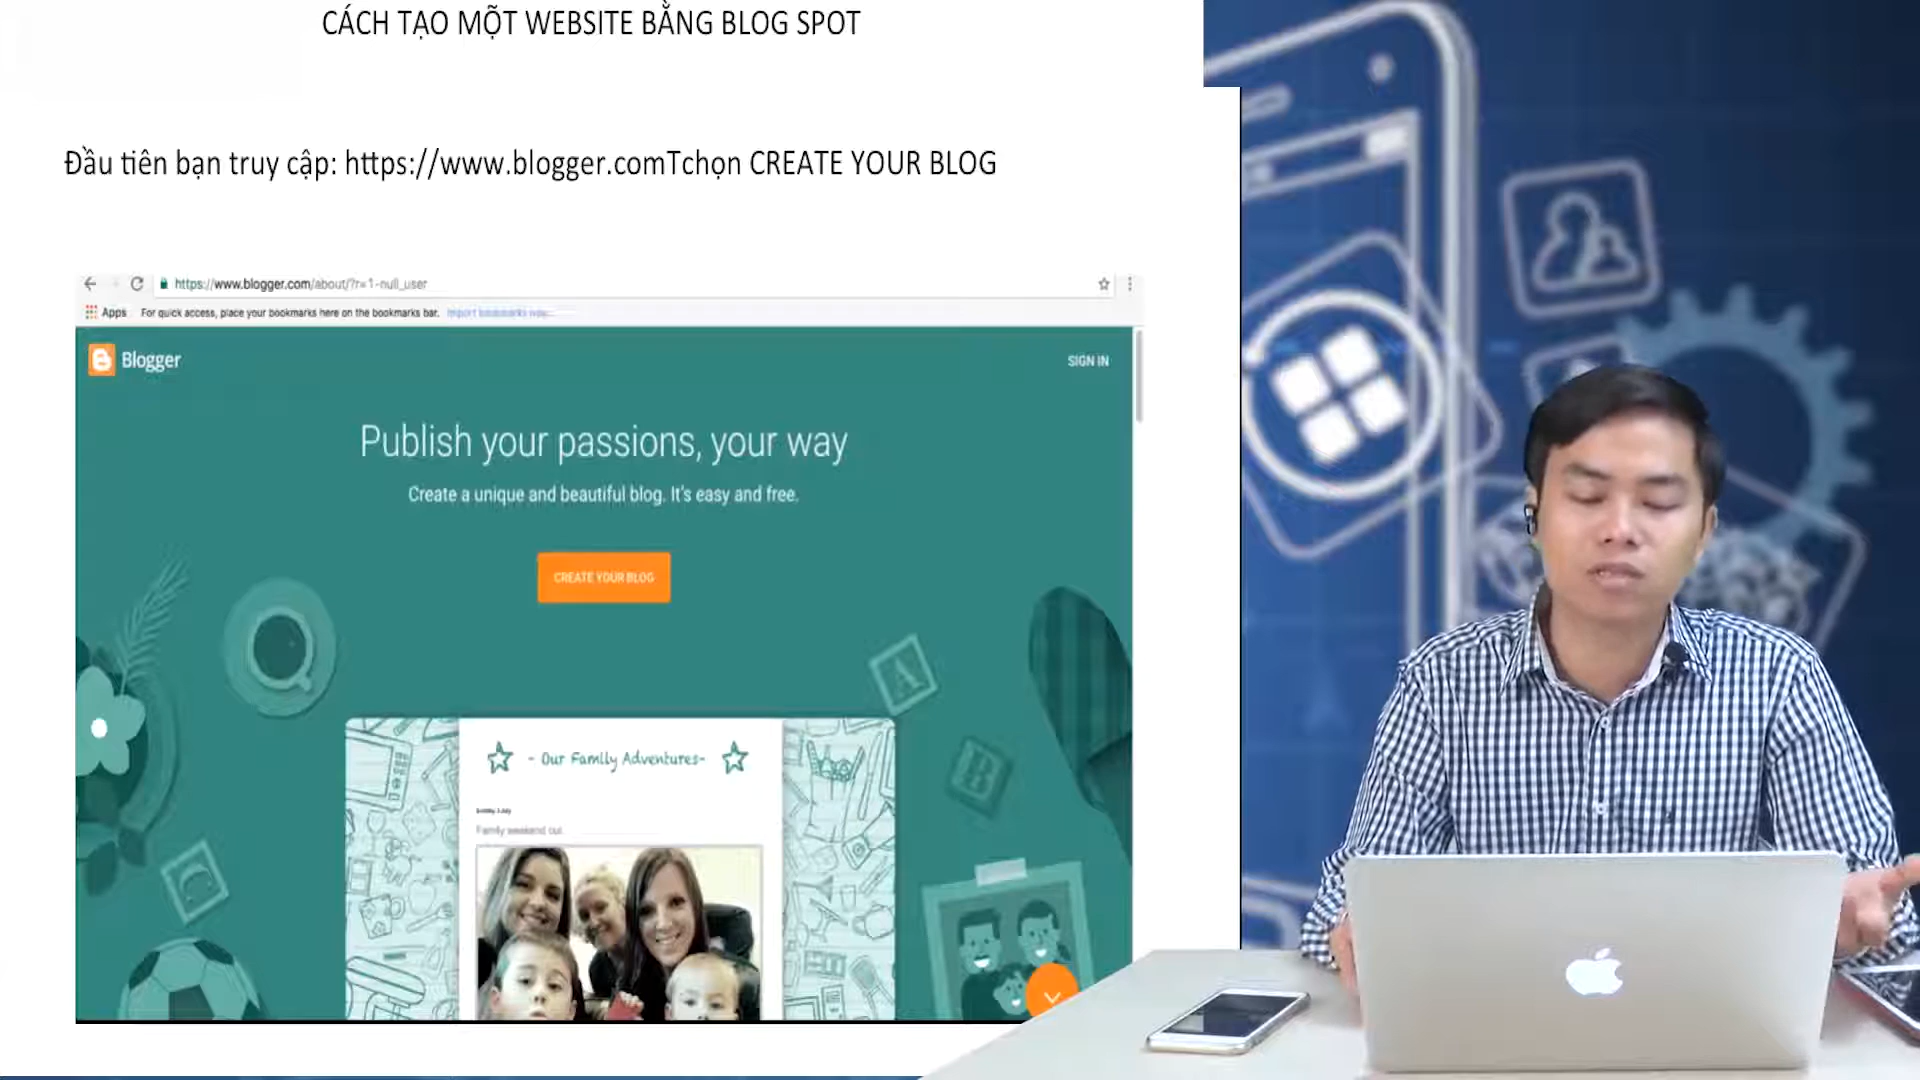 CÁCH TẠO MỘT WEBSITE BẰNG BLOG SPOT
Đầu tiên bạn truy cập: https://www.blogger.comTchọn CREATE YOUR BLOG
https://www.blogger.com/about/?r=1-null_user
Apps For quick access, place your bookmarks here on the bookmarks bar. Import bookmarks now...
Blogger
SIGN IN
Publish your passions, your way
Create a unique and beautiful blog. It's easy and free.
CREATE YOUR BLOG
A
B
C
- Our Family Adventures-
Family weekend out